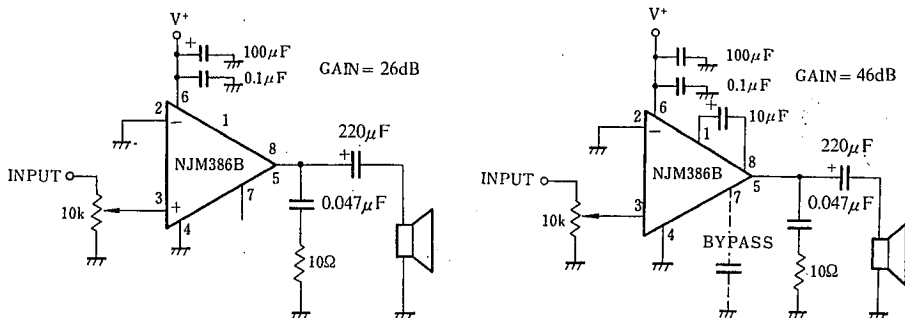 V+
+
100μF
0.1μF
GAIN= 26dB
6
2
−
1
NJM386B
8
5
7
INPUT
10k
3
+
4
220μF
+
0.047μF
10Ω
V+
+
100μF
0.1μF
GAIN= 46dB
6
+
10μF
2
−
1
NJM386B
8
5
7
INPUT
10k
3
4
BYPASS
220μF
+
0.047μF
10Ω